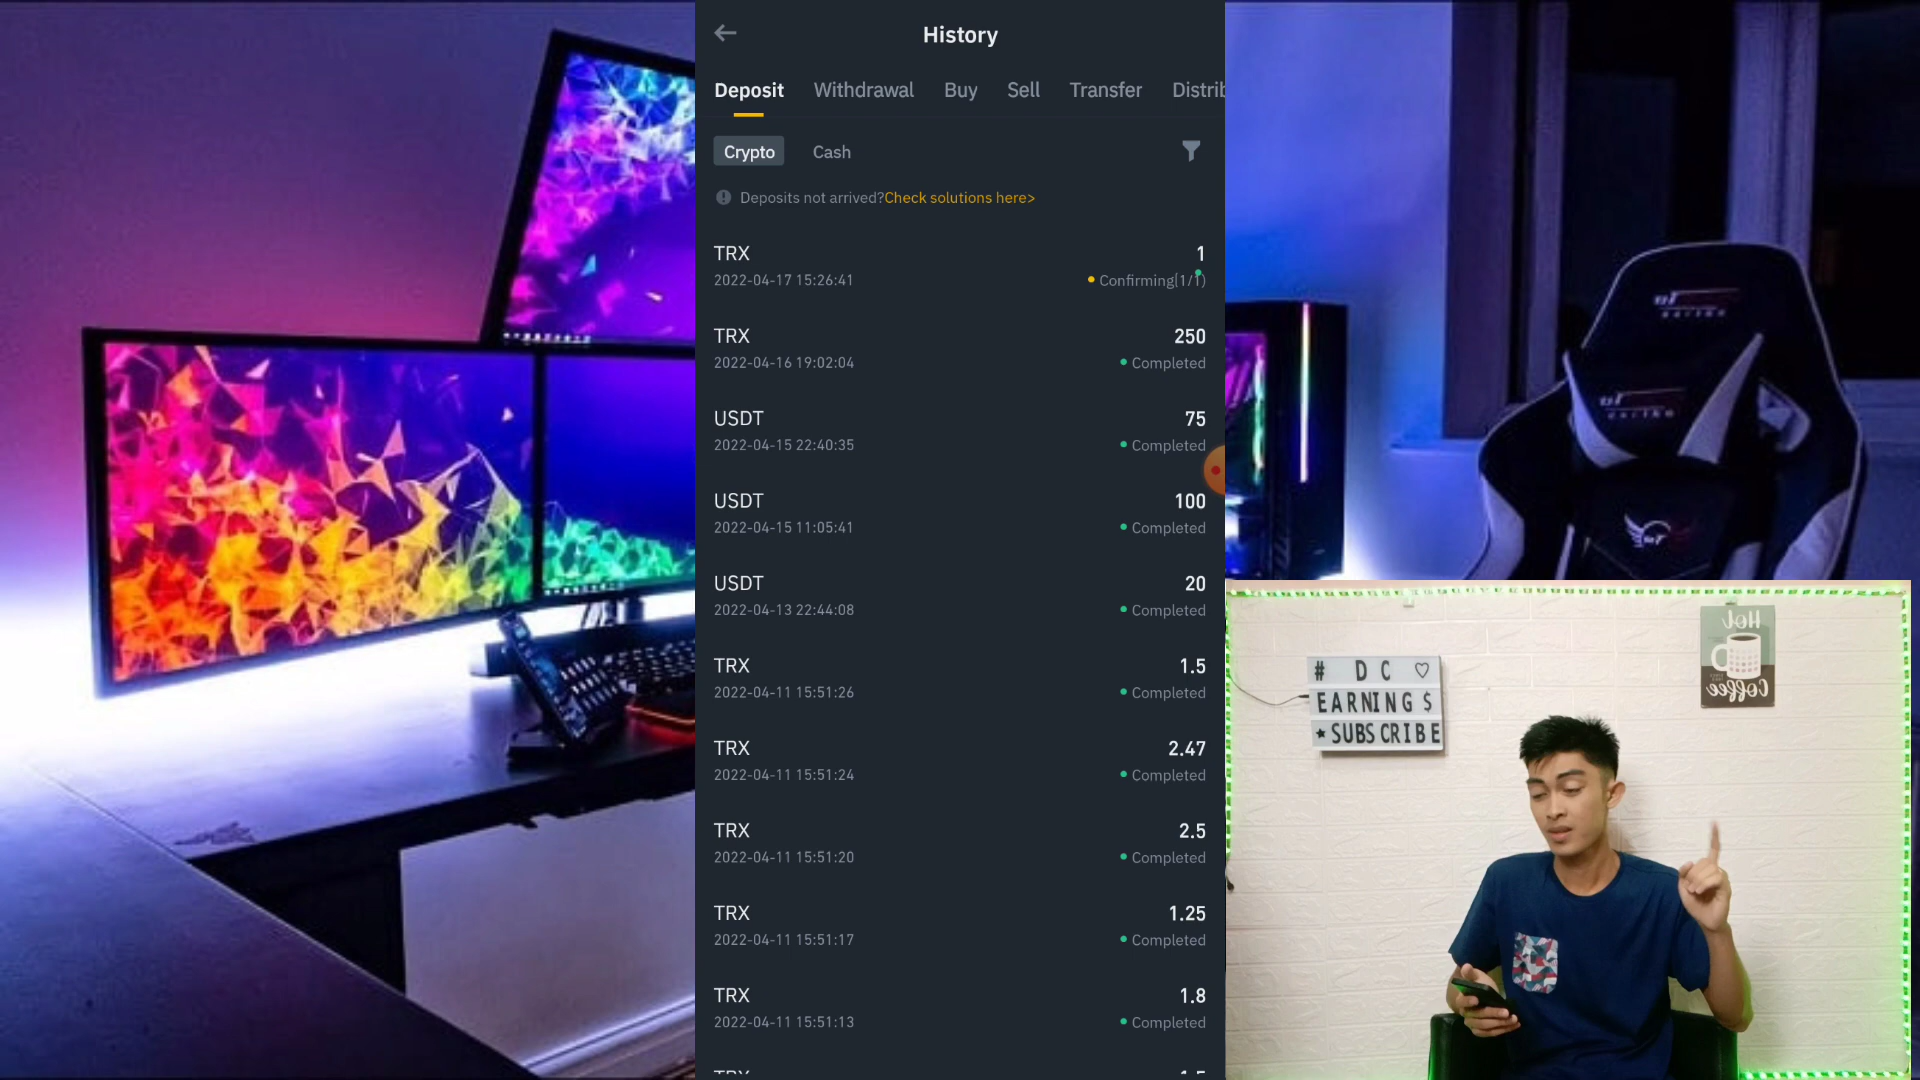 History
Deposit Withdrawal Buy Sell Transfer Distrib
Crypto Cash
Deposits not arrived?Check solutions here>
TRX 1
2022-04-17 15:26:41 Confirming(1/1)
TRX 250
2022-04-16 19:02:04 Completed
USDT 75
2022-04-15 22:40:35 Completed
USDT 100
2022-04-15 11:05:41 Completed
USDT 20
2022-04-13 22:44:08 Completed
TRX 1.5
2022-04-11 15:51:26 Completed
TRX 2.47
2022-04-11 15:51:24 Completed
TRX 2.5
2022-04-11 15:51:20 Completed
TRX 1.25
2022-04-11 15:51:17 Completed
TRX 1.8
2022-04-11 15:51:13 Completed
# DC ♡
EARNING $
★SUBSCRIBE
Hot
Coffee